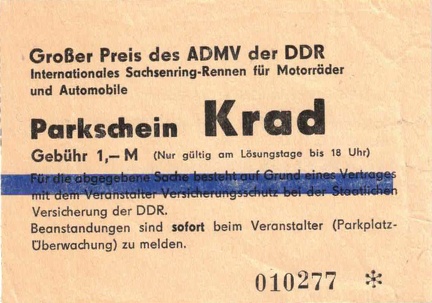 Großer Preis des ADMV der DDR
Internationales Sachsenring-Rennen für Motorräder
und Automobile
Parkschein Krad
Gebühr 1,– M (Nur gültig am Lösungstage bis 18 Uhr)
Für die abgegebene Sache besteht auf Grund eines Vertrages
mit dem Veranstalter Versicherungsschutz bei der Staatlichen
Versicherung der DDR.
Beanstandungen sind sofort beim Veranstalter (Parkplatz-
Überwachung) zu melden.
010277 *